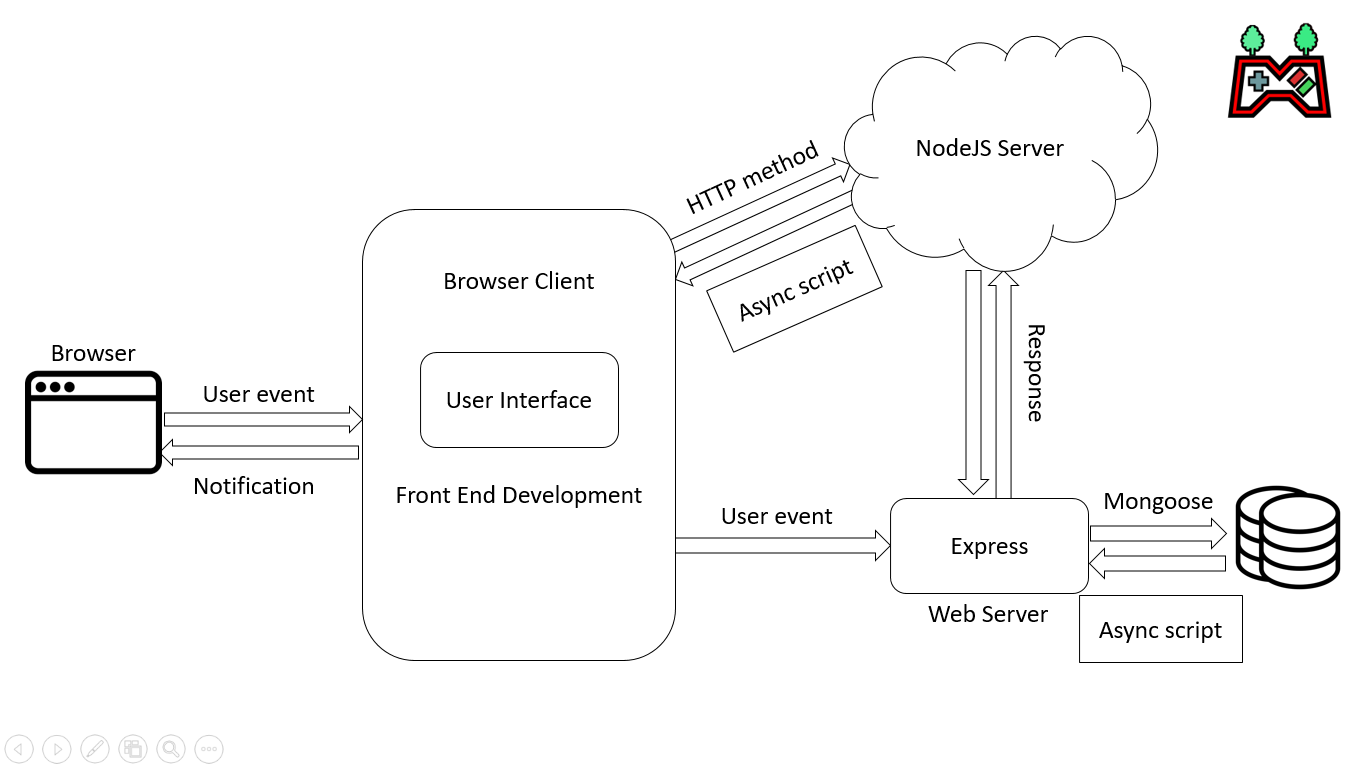 NodeJS Server
HTTP method
Async script
Browser Client
User Interface
Front End Development
Browser
User event
Notification
Response
User event
Express
Web Server
Mongoose
Async script